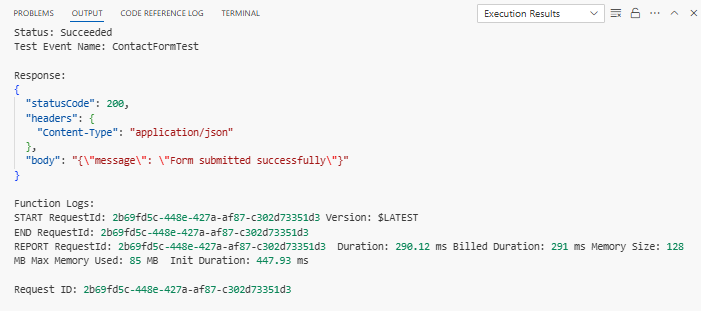 PROBLEMS OUTPUT CODE REFERENCE LOG TERMINAL Execution Results
Status: Succeeded
Test Event Name: ContactFormTest
Response:
{
"statusCode": 200,
"headers": {
"Content-Type": "application/json"
},
"body": "{\"message\": \"Form submitted successfully\"}"
}
Function Logs:
START RequestId: 2b69fd5c-448e-427a-af87-c302d73351d3 Version: $LATEST
END RequestId: 2b69fd5c-448e-427a-af87-c302d73351d3
REPORT RequestId: 2b69fd5c-448e-427a-af87-c302d73351d3 Duration: 290.12 ms Billed Duration: 291 ms Memory Size: 128
MB Max Memory Used: 85 MB Init Duration: 447.93 ms
Request ID: 2b69fd5c-448e-427a-af87-c302d73351d3